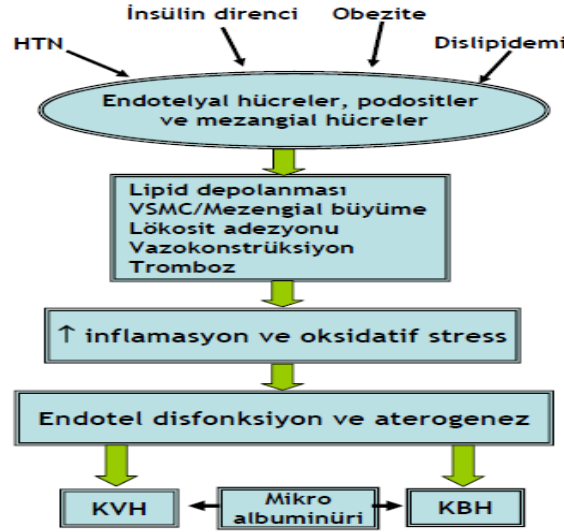 İnsülin direnci
Obezite
HTN
Dislipidemi
Endotelyal hücreler, podositler
ve mezangial hücreler
Lipid depolanması
VSMC/Mezengial büyüme
Lökosit adezyonu
Vazokonstrüksiyon
Tromboz
↑ inflamasyon ve oksidatif stress
Endotel disfonksiyon ve aterogenez
KVH
Mikro
albuminüri
KBH